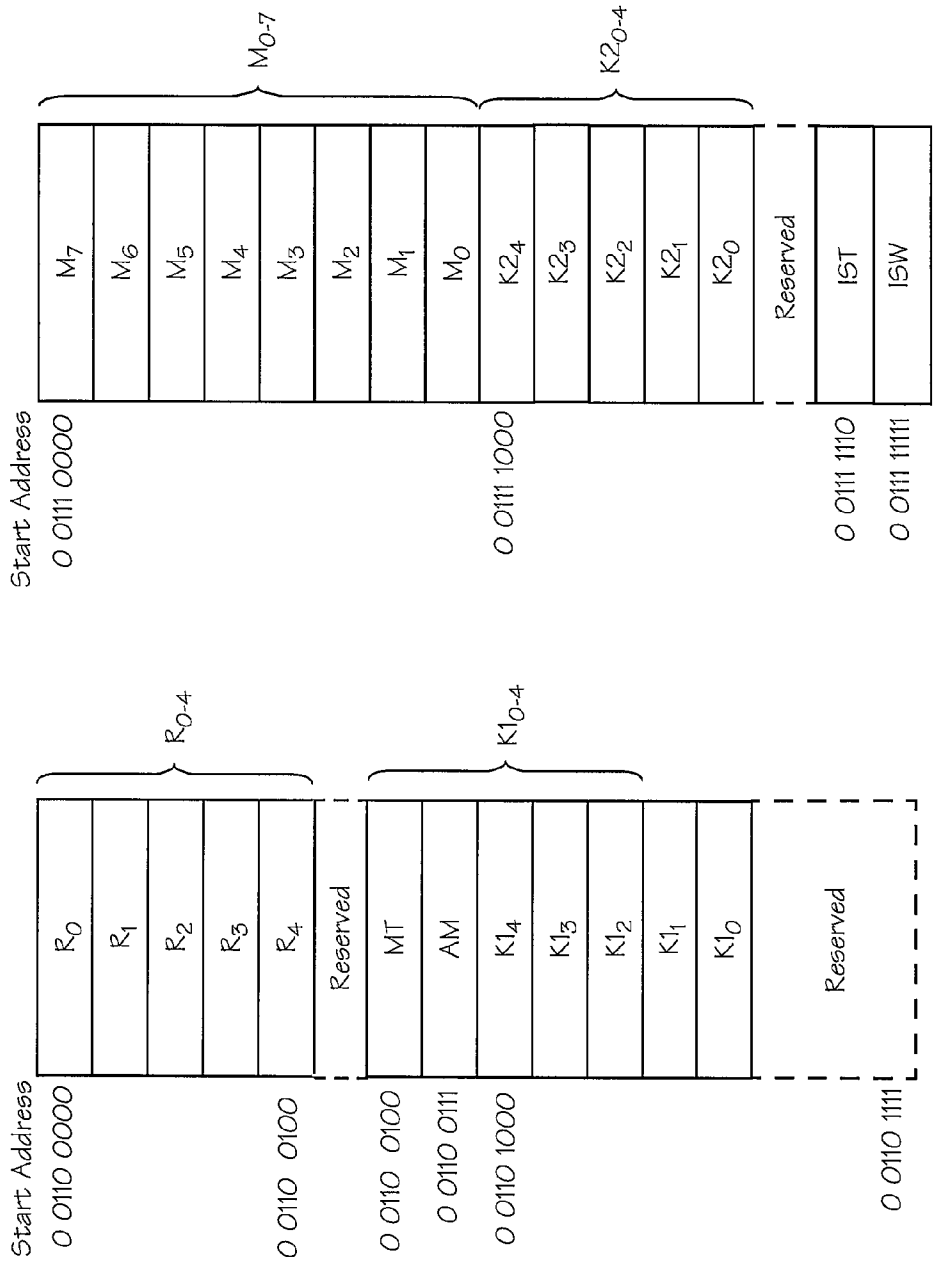 Start Address
0 0110 0000
R0
R1
R2
R3
0 0110 0100
R4
R0-4
Reserved
0 0110 0100
MT
0 0110 0111
AM
0 0110 1000
K14
K13
K12
K10-4
K11
K10
Reserved
0 0110 1111
Start Address
0 0111 0000
M7
M6
M5
M4
M3
M2
M1
M0
M0-7
0 0111 1000
K24
K23
K22
K21
K20
K20-4
Reserved
0 0111 1110
IST
0 0111 11111
ISW